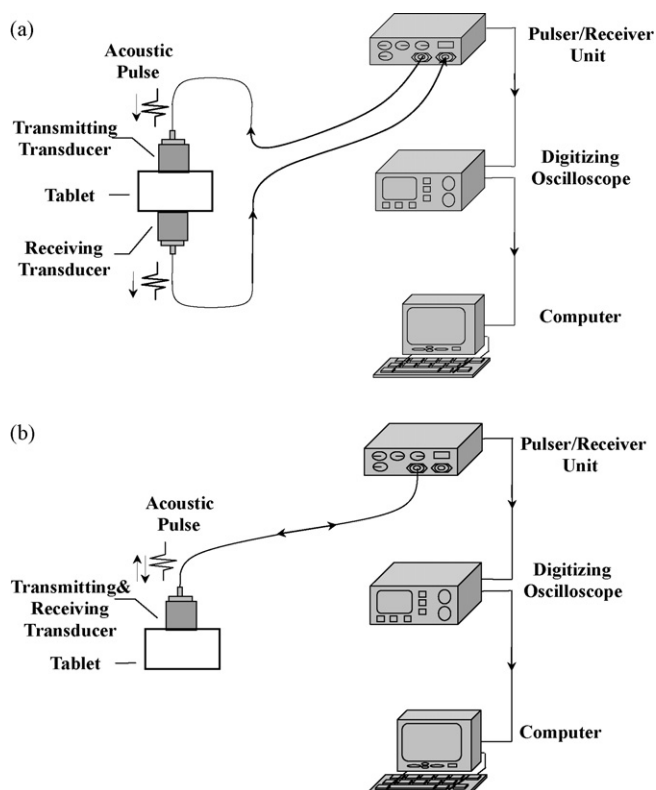 (a)
Acoustic
Pulse
Transmitting
Transducer
Tablet
Receiving
Transducer
Pulser/Receiver
Unit
Digitizing
Oscilloscope
Computer
(b)
Acoustic
Pulse
Transmitting&
Receiving
Transducer
Tablet
Pulser/Receiver
Unit
Digitizing
Oscilloscope
Computer